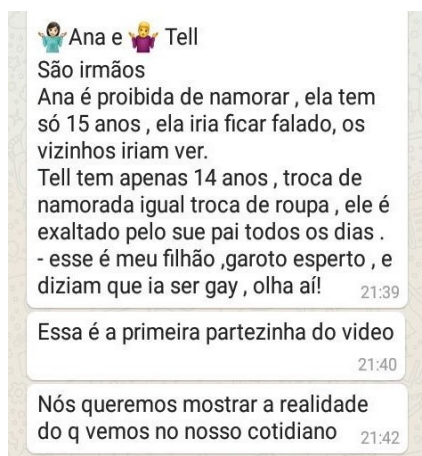 🤷🏻‍♀️Ana e 🤷‍♀️ Tell
São irmãos
Ana é proibida de namorar , ela tem
só 15 anos , ela iria ficar falado, os
vizinhos iriam ver.
Tell tem apenas 14 anos , troca de
namorada igual troca de roupa , ele é
exaltado pelo sue pai todos os dias .
- esse é meu filhão ,garoto esperto , e
diziam que ia ser gay , olha aí!
21:39
Essa é a primeira partezinha do video
21:40
Nós queremos mostrar a realidade
do q vemos no nosso cotidiano
21:42